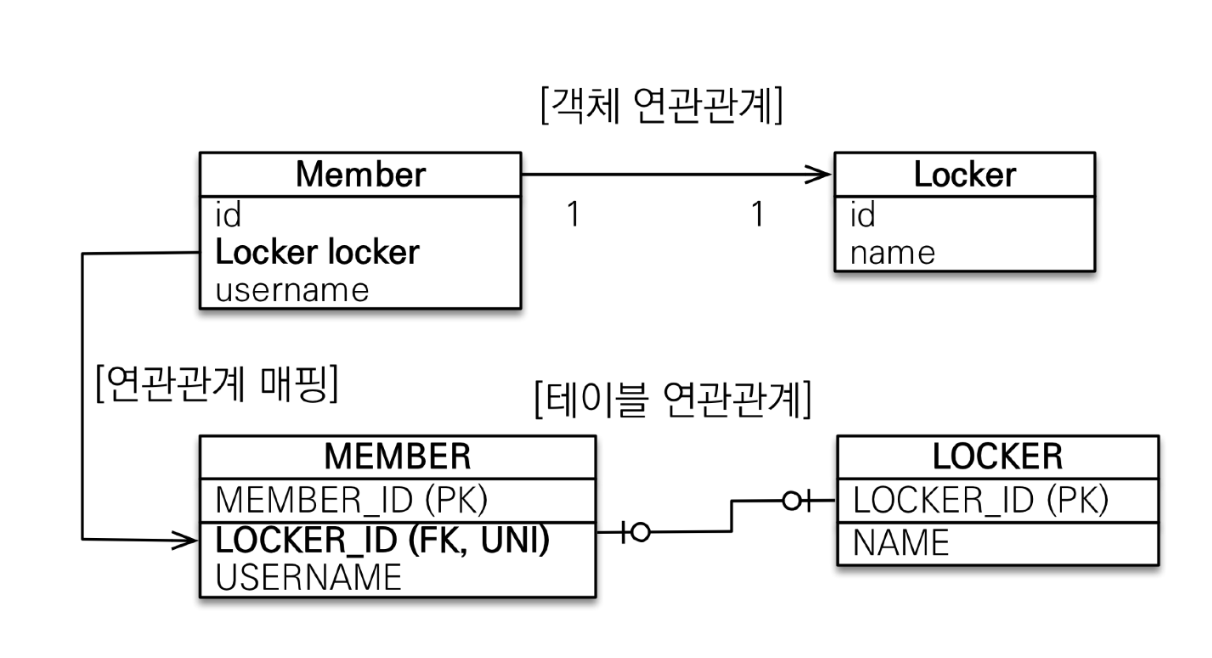 [객체 연관관계]
Member
id
Locker locker
username
1
1
Locker
id
name
[연관관계 매핑]
[테이블 연관관계]
MEMBER
MEMBER_ID (PK)
LOCKER_ID (FK, UNI)
USERNAME
LOCKER
LOCKER_ID (PK)
NAME